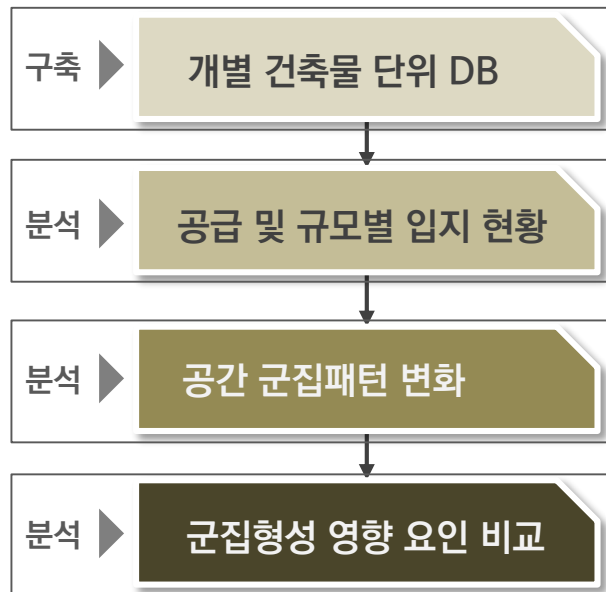 구축 개별 건축물 단위 DB
분석 공급 및 규모별 입지 현황
분석 공간 군집패턴 변화
분석 군집형성 영향 요인 비교